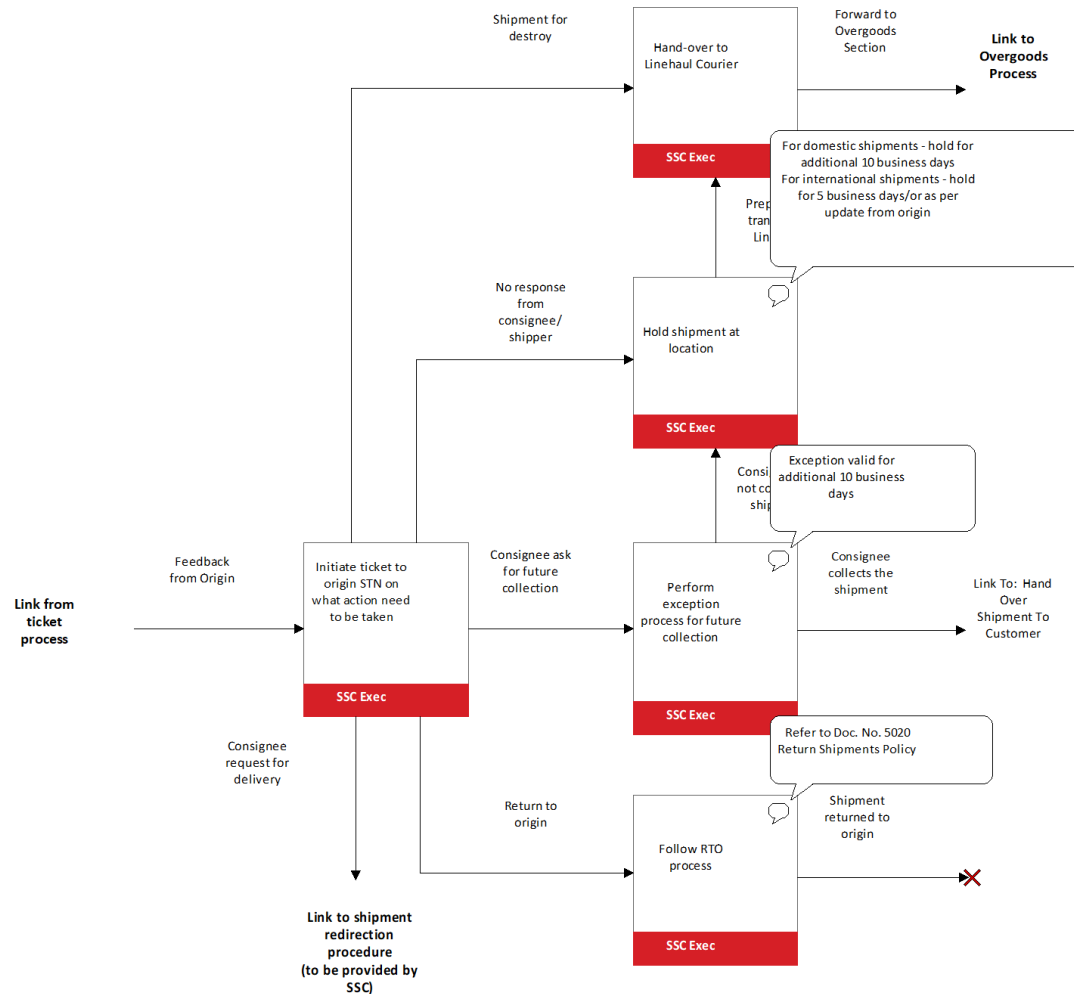 Shipment for
destroy
Hand-over to
Linehaul Courier
SSC Exec
Forward to
Overgoods
Section
Link to
Overgoods
Process
For domestic shipments - hold for
additional 10 business days
For international shipments - hold
for 5 business days/or as per
update from origin
No response
from
consignee/
shipper
Hold shipment at
location
SSC Exec
Exception valid for
additional 10 business
days
not
Link from
ticket
process
Feedback
from Origin
Initiate ticket to
origin STN on
what action need
to be taken
SSC Exec
Consignee ask
for future
collection
Perform
exception
process for future
collection
SSC Exec
Consignee
collects the
shipment
Link To: Hand
Over
Shipment To
Customer
Consignee
request for
delivery
Link to shipment
redirection
procedure
(to be provided by
SSC)
Return to
origin
Refer to Doc. No. 5020
Return Shipments Policy
Follow RTO
process
SSC Exec
Shipment
returned to
origin